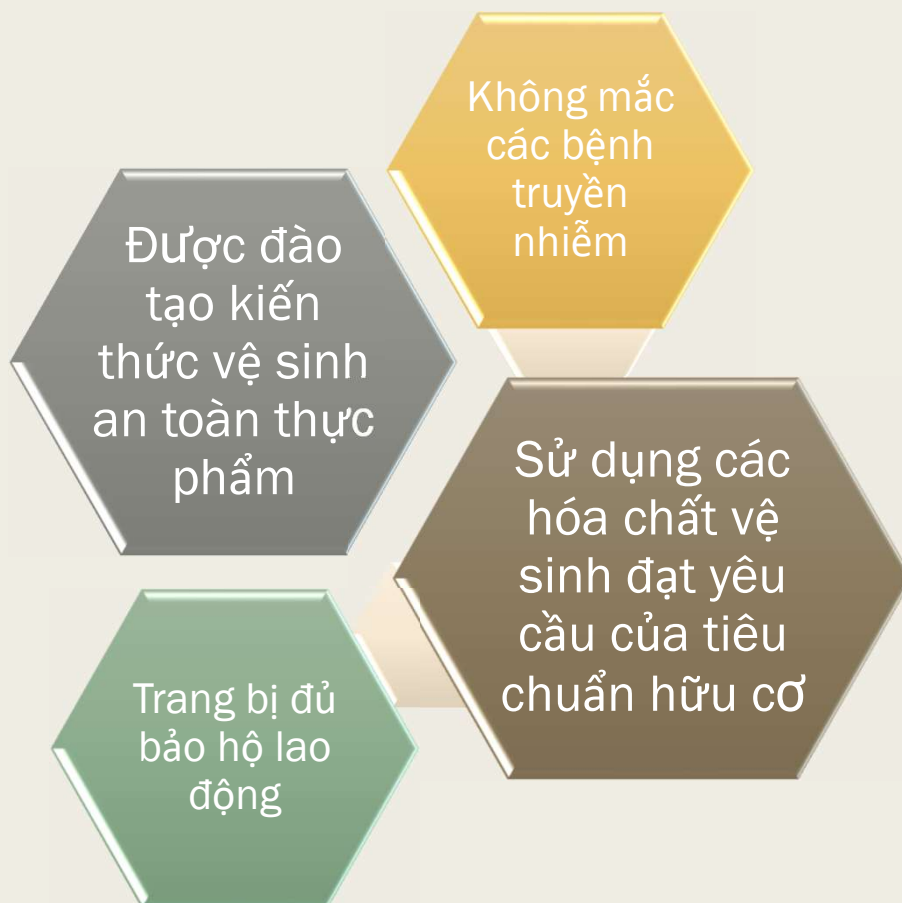 Không mắc
các bệnh
truyền
nhiễm
Được đào
tạo kiến
thức vệ sinh
an toàn thực
phẩm
Sử dụng các
hóa chất vệ
sinh đạt yêu
cầu của tiêu
chuẩn hữu cơ
Trang bị đủ
bảo hộ lao
động